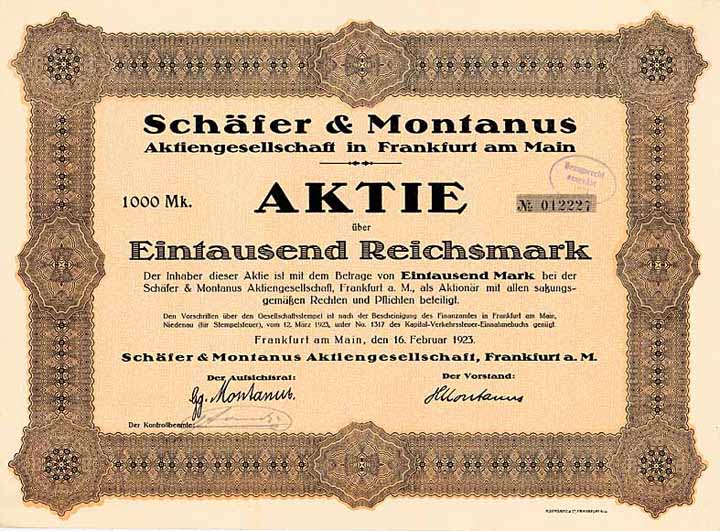 Schäfer & Montanus
Aktiengesellschaft in Frankfurt am Main
Bezugsrecht
1000 Mk. AKTIE № 012227
über
Eintausend Reichsmark
Der Inhaber dieser Aktie ist mit dem Betrage von Eintausend Mark bei der
Schäfer & Montanus Aktiengesellschaft, Frankfurt a. M., als Aktionär mit allen satzungs-
gemäßen Rechten und Pflichten beteiligt.
Den Vorschriften über den Gesellschaftsstempel ist nach der Bescheinigung des Finanzamtes in Frankfurt am Main,
Niedenau (für Stempelsteuer), vom 12. März 1923, unter No. 1317 des Kapital-Verkehrssteuer-Einnahmebuchs genügt.
Frankfurt am Main, den 16. Februar 1923.
Schäfer & Montanus Aktiengesellschaft, Frankfurt a. M.
Der Aufsichtsrat: Der Vorstand:
Gg. Montanus. HMontanus
Der Kontrollbeamte: